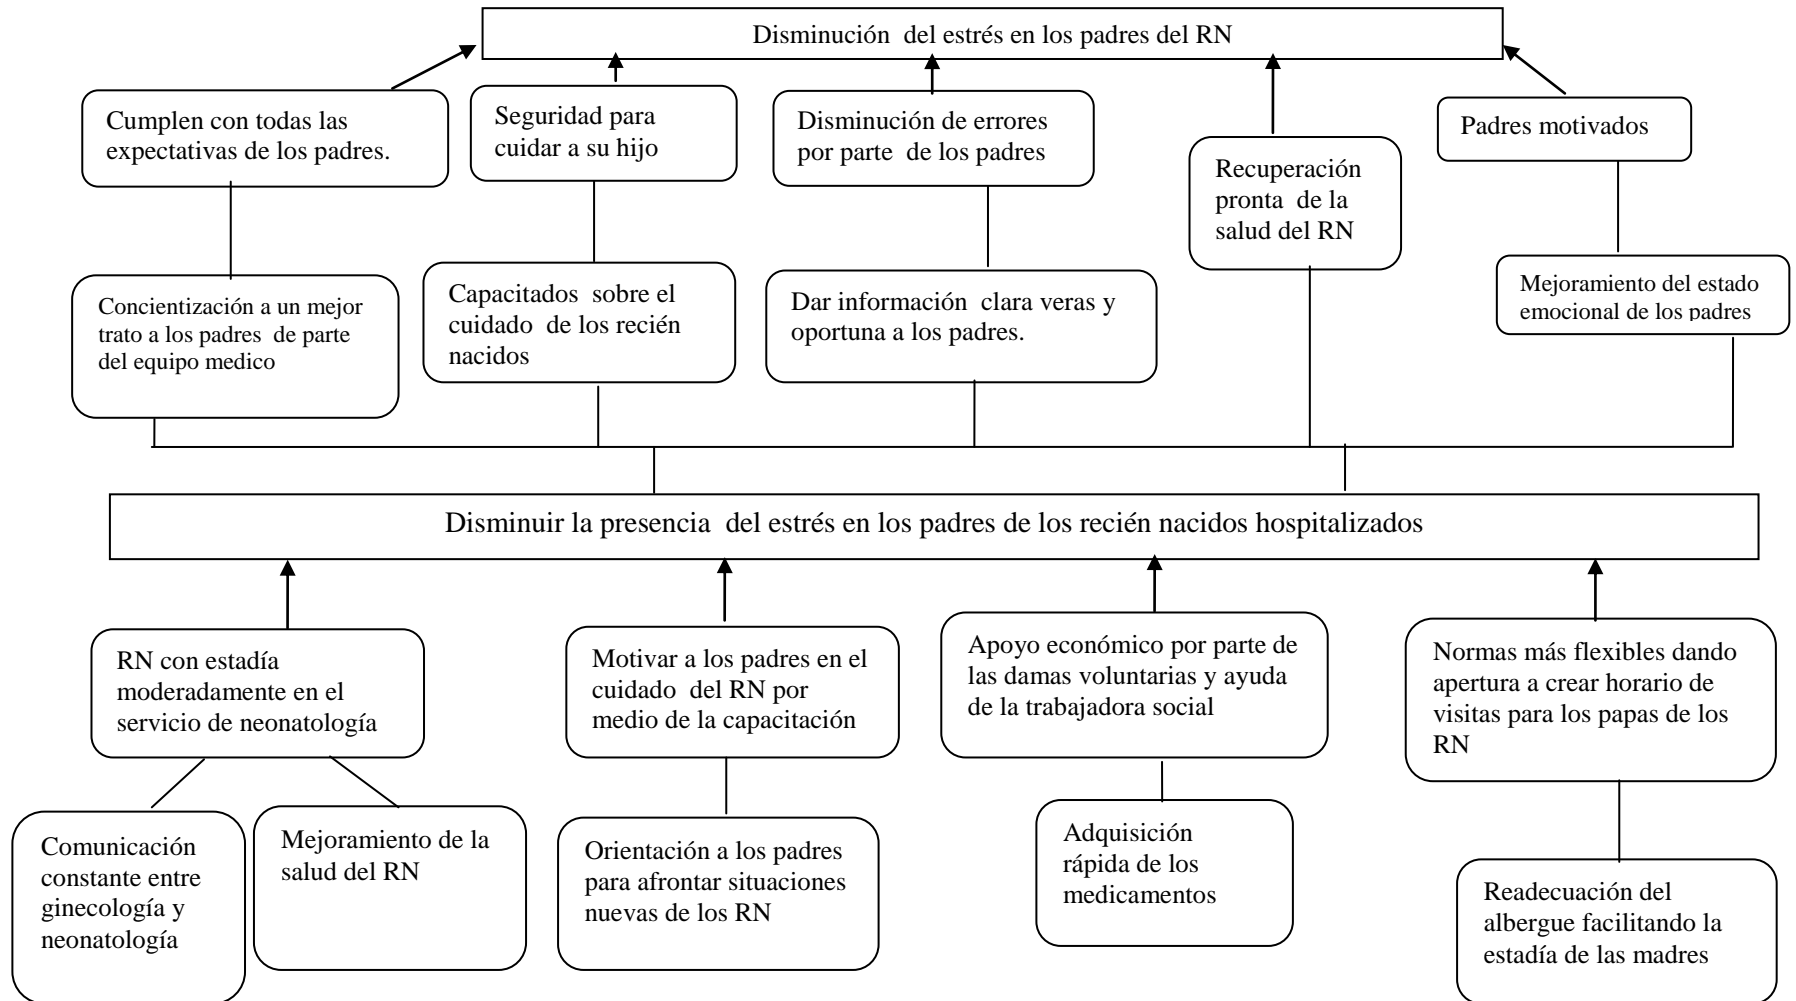 Disminución del estrés en los padres del RN
Cumplen con todas las
expectativas de los padres.
Seguridad para
cuidar a su hijo
Disminución de errores
por parte de los padres
Recuperación
pronta de la
salud del RN
Padres motivados
Concientización a un mejor
trato a los padres de parte
del equipo medico
Capacitados sobre el
cuidado de los recién
nacidos
Dar información clara veras y
oportuna a los padres.
Mejoramiento del estado
emocional de los padres
Disminuir la presencia del estrés en los padres de los recién nacidos hospitalizados
RN con estadía
moderadamente en el
servicio de neonatología
Motivar a los padres en el
cuidado del RN por
medio de la capacitación
Apoyo económico por parte de
las damas voluntarias y ayuda
de la trabajadora social
Normas más flexibles dando
apertura a crear horario de
visitas para los papas de los
RN
Comunicación
constante entre
ginecología y
neonatología
Mejoramiento de la
salud del RN
Orientación a los padres
para afrontar situaciones
nuevas de los RN
Adquisición
rápida de los
medicamentos
Readecuación del
albergue facilitando la
estadía de las madres